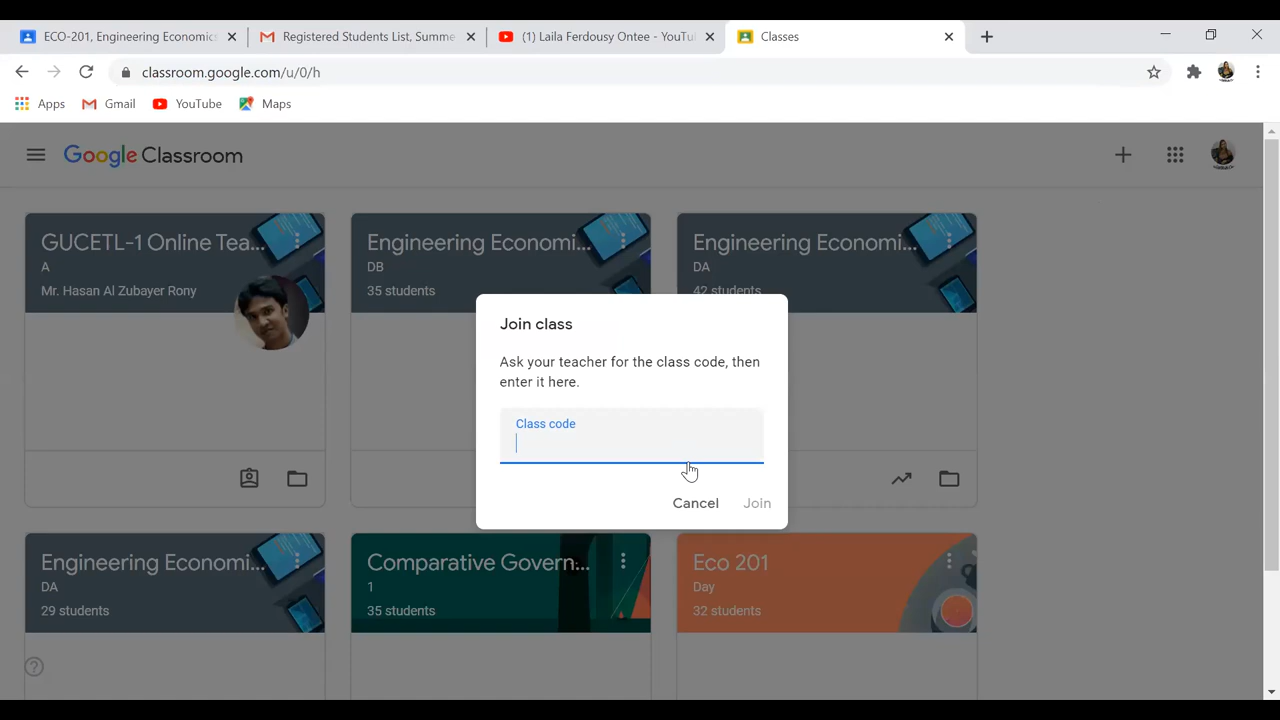 ECO-201, Engineering Economics
Registered Students List, Summe
(1) Laila Ferdousy Ontee - YouTu
Classes
classroom.google.com/u/0/h
Apps
Gmail
YouTube
Maps
Google Classroom
GUCETL-1 Online Tea...
A
Mr. Hasan Al Zubayer Rony
Engineering Economi...
DB
35 students
Engineering Economi...
DA
42 students
Join class
Ask your teacher for the class code, then
enter it here.
Class code
Cancel
Join
Engineering Economi...
DA
29 students
Comparative Govern...
1
35 students
Eco 201
Day
32 students